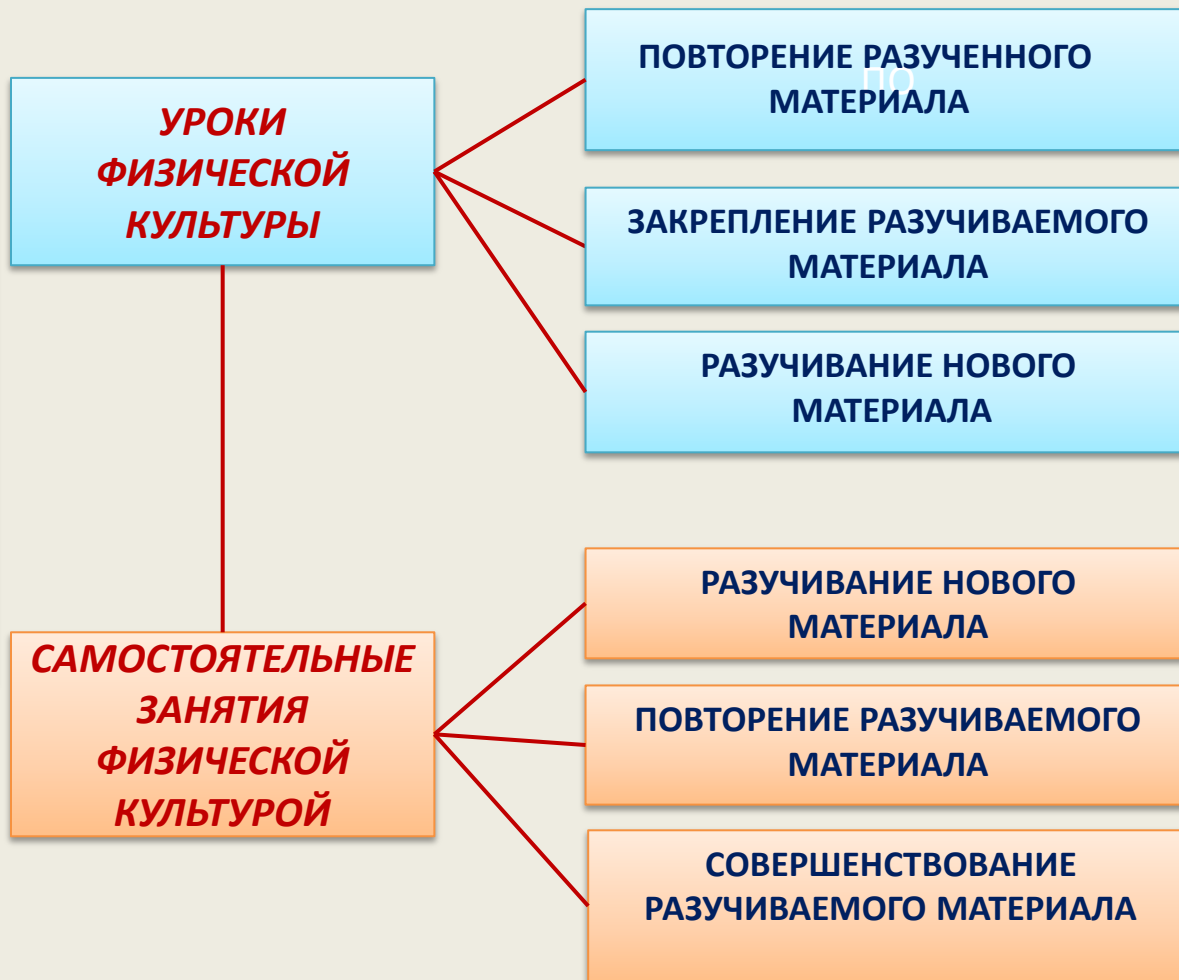 УРОКИ
ФИЗИЧЕСКОЙ
КУЛЬТУРЫ
ПОВТОРЕНИЕ РАЗУЧЕННОГО
ПО
МАТЕРИАЛА
ЗАКРЕПЛЕНИЕ РАЗУЧИВАЕМОГО
МАТЕРИАЛА
РАЗУЧИВАНИЕ НОВОГО
МАТЕРИАЛА
САМОСТОЯТЕЛЬНЫЕ
ЗАНЯТИЯ
ФИЗИЧЕСКОЙ
КУЛЬТУРОЙ
РАЗУЧИВАНИЕ НОВОГО
МАТЕРИАЛА
ПОВТОРЕНИЕ РАЗУЧИВАЕМОГО
МАТЕРИАЛА
СОВЕРШЕНСТВОВАНИЕ
РАЗУЧИВАЕМОГО МАТЕРИАЛА